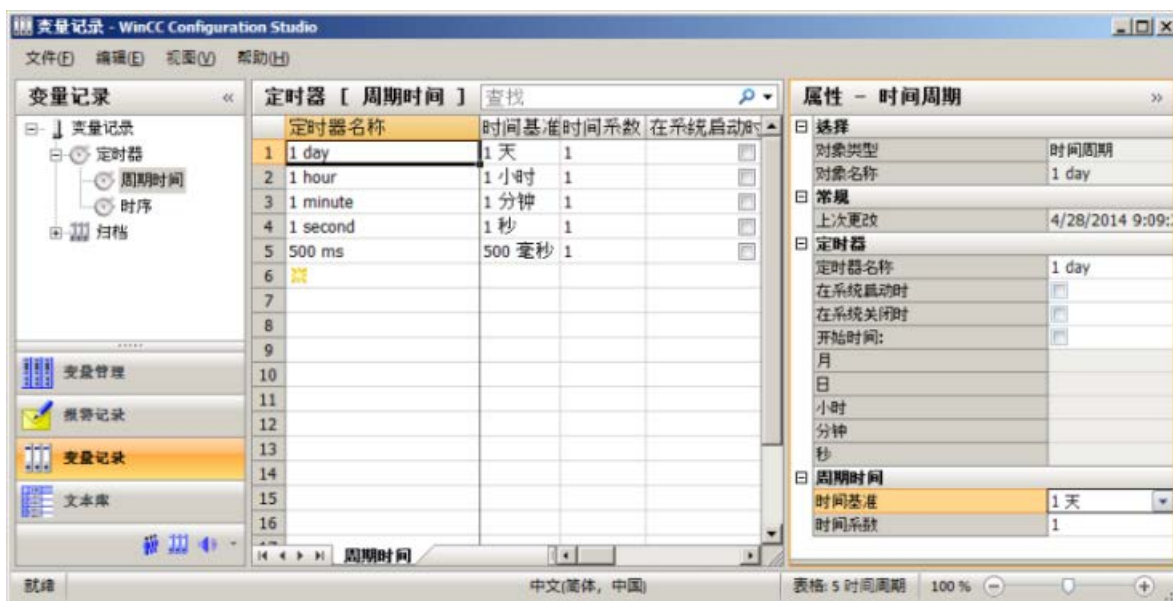 变量记录 - WinCC Configuration Studio
文件(F) 编辑(E) 视图(V) 帮助(H)
变量记录 «
变量记录
定时器
周期时间
时序
归档
变量管理
报警记录
变量记录
文本库
定时器 [ 周期时间 ] 查找
定时器名称 时间基准 时间系数 在系统启动时
1 1 day 1 天 1
2 1 hour 1 小时 1
3 1 minute 1 分钟 1
4 1 second 1 秒 1
5 500 ms 500 毫秒 1
6
7
8
9
10
11
12
13
14
15
16
周期时间
属性 - 时间周期 »
选择
对象类型 时间周期
对象名称 1 day
常规
上次更改 4/28/2014 9:09:
定时器
定时器名称 1 day
在系统启动时
在系统关闭时
开始时间:
月
日
小时
分钟
秒
周期时间
时间基准 1 天
时间系数 1
就绪 中文(简体, 中国) 表格: 5 时间周期 100 %